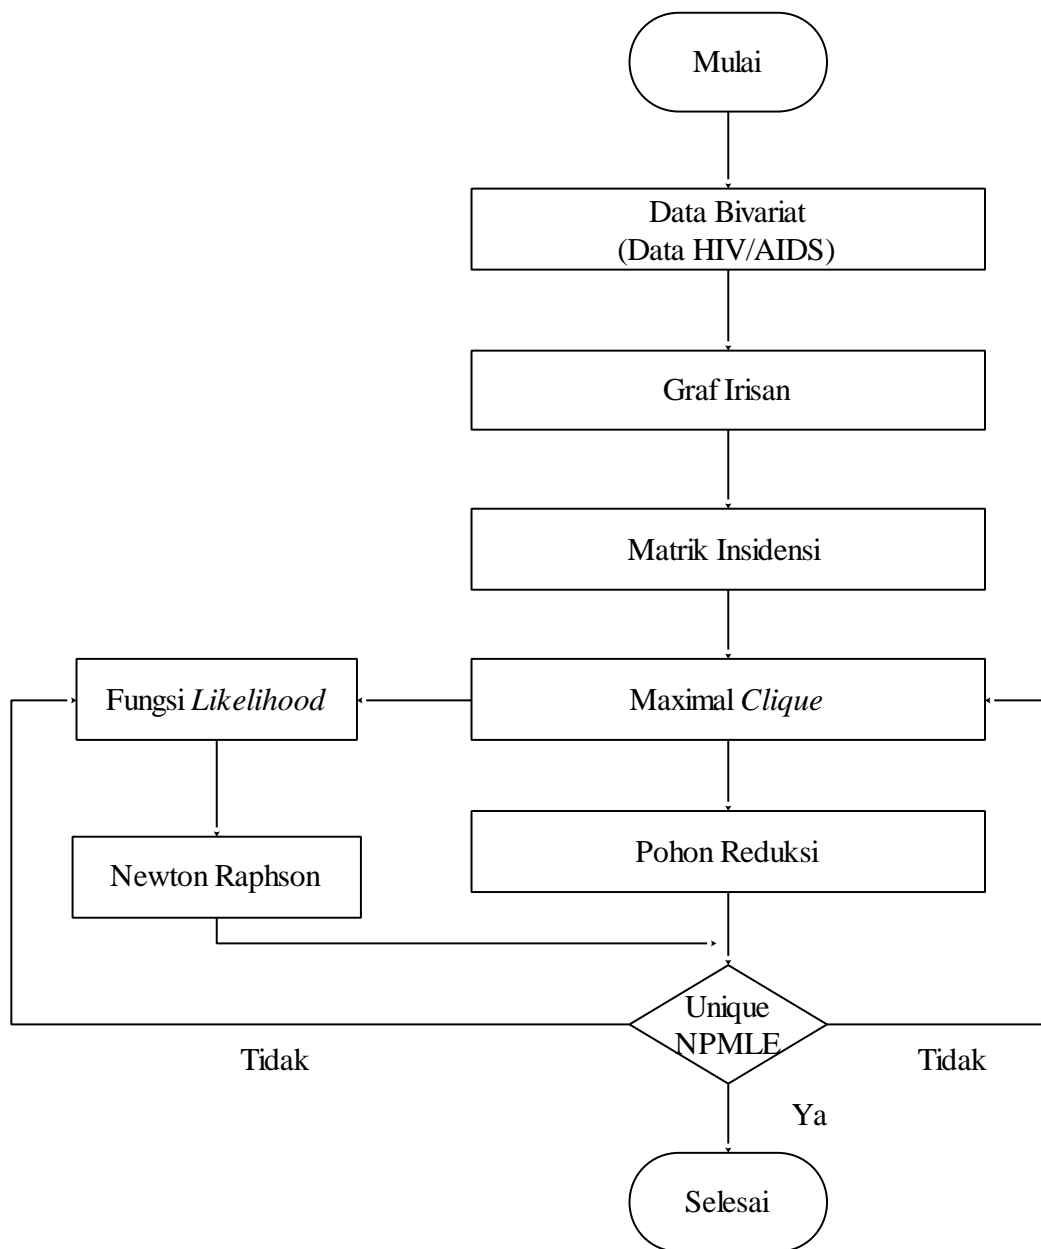 Mulai
Data Bivariat
(Data HIV/AIDS)
Graf Irisan
Matrik Insidensi
Fungsi Likelihood
Maximal Clique
Newton Raphson
Pohon Reduksi
Unique
NPMLE
Tidak
Tidak
Ya
Selesai